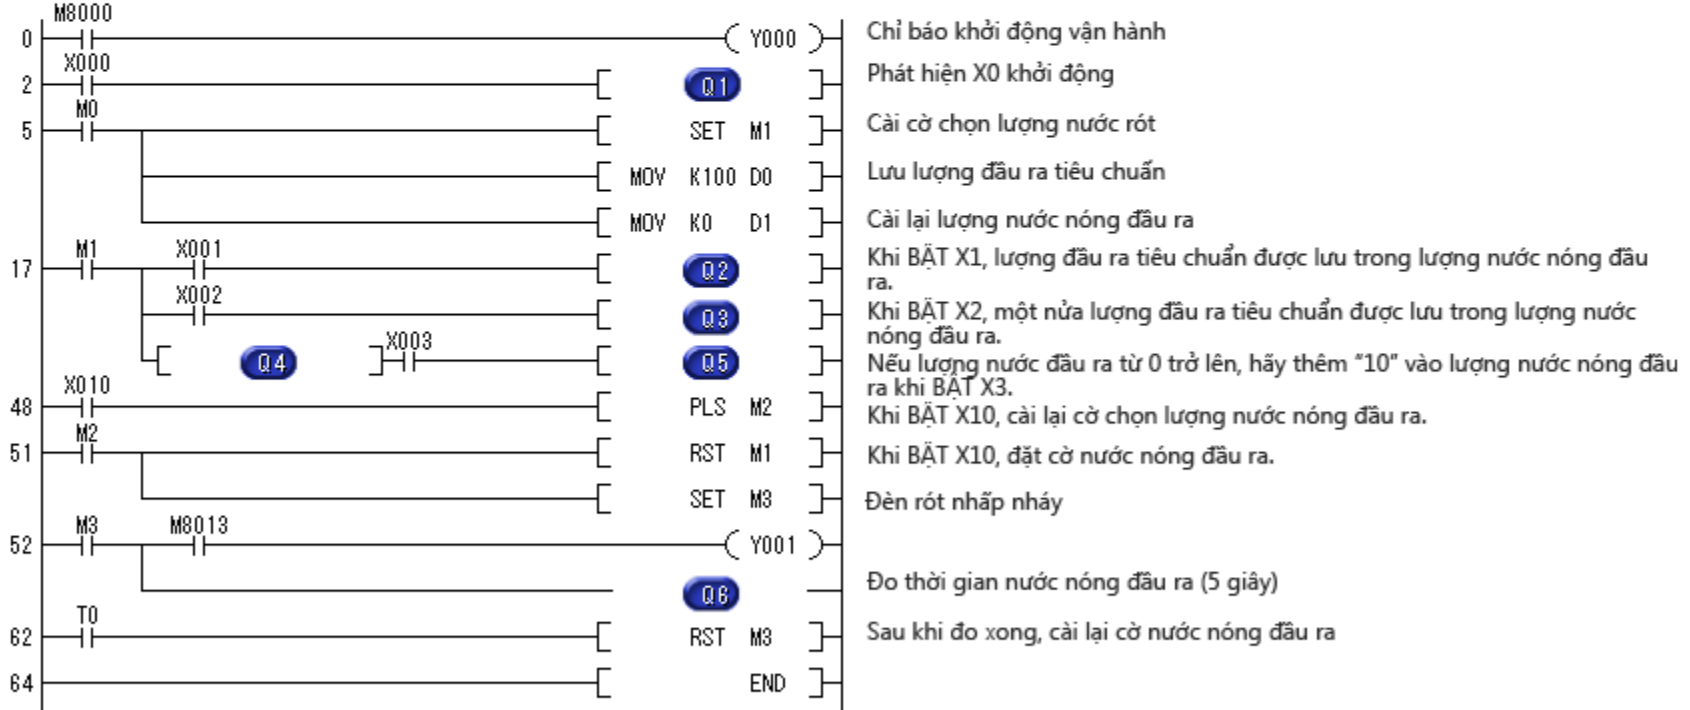 M8000
0 Y000 Chỉ báo khởi động vận hành
X000
2 Q1 Phát hiện X0 khởi động
M0
5 SET M1 Cài cờ chọn lượng nước rót
MOV K100 D0 Lưu lượng đầu ra tiêu chuẩn
MOV K0 D1 Cài lại lượng nước nóng đầu ra
M1 X001
17 Q2 Khi BẬT X1, lượng đầu ra tiêu chuẩn được lưu trong lượng nước nóng đầu
ra.
X002
Q3 Khi BẬT X2, một nửa lượng đầu ra tiêu chuẩn được lưu trong lượng nước
nóng đầu ra.
X003
Q4 Q5 Nếu lượng nước đầu ra từ 0 trở lên, hãy thêm "10" vào lượng nước nóng đầu
ra khi BẬT X3.
X010
48 PLS M2 Khi BẬT X10, cài lại cờ chọn lượng nước nóng đầu ra.
M2
51 RST M1 Khi BẬT X10, đặt cờ nước nóng đầu ra.
SET M3 Đèn rót nhấp nháy
M3 M8013
52 Y001
Q6 Đo thời gian nước nóng đầu ra (5 giây)
T0
62 RST M3 Sau khi đo xong, cài lại cờ nước nóng đầu ra
64 END